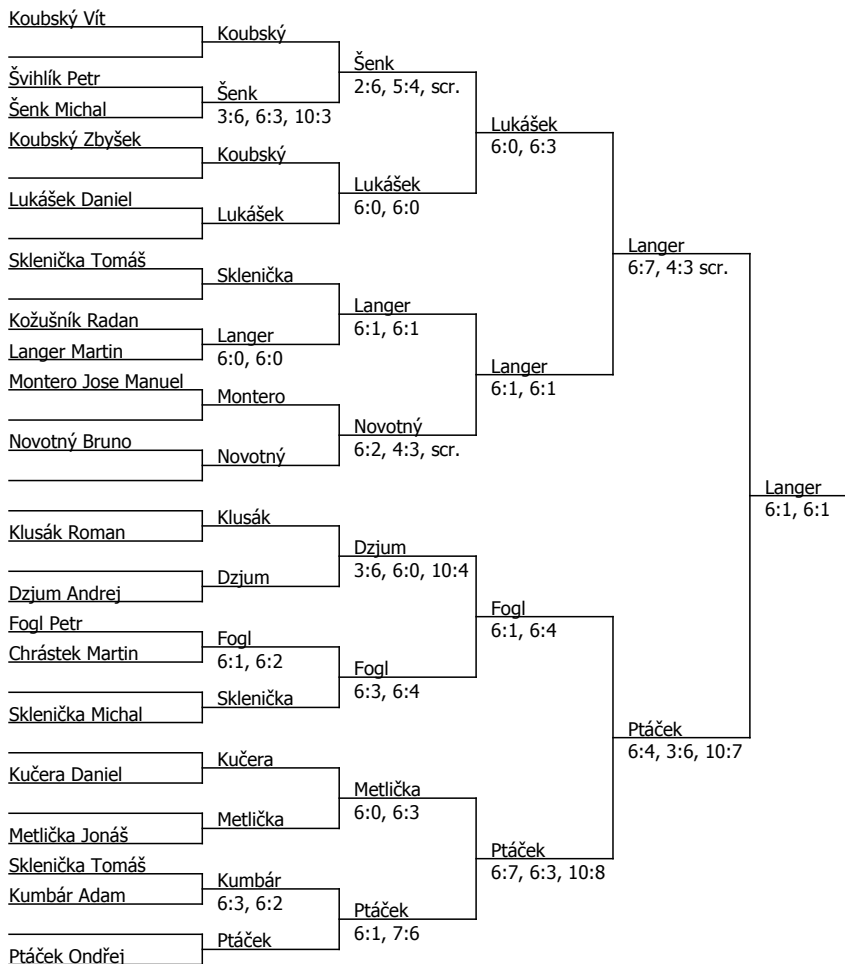 Koubský Vít
Švihlík Petr
Šenk Michal
Koubský Zbyšek
Lukášek Daniel
Sklenička Tomáš
Kožušník Radan
Langer Martin
Montero Jose Manuel
Novotný Bruno
Klusák Roman
Dzjum Andrej
Fogl Petr
Chrástek Martin
Sklenička Michal
Kučera Daniel
Metlička Jonáš
Sklenička Tomáš
Kumbár Adam
Ptáček Ondřej
Koubský
Šenk
3:6, 6:3, 10:3
Koubský
Lukášek
Sklenička
Langer
6:0, 6:0
Montero
Novotný
Klusák
Dzjum
Fogl
6:1, 6:2
Sklenička
Kučera
Metlička
Kumbár
6:3, 6:2
Ptáček
Šenk
2:6, 5:4, scr.
Lukášek
6:0, 6:0
Langer
6:1, 6:1
Novotný
6:2, 4:3, scr.
Dzjum
3:6, 6:0, 10:4
Fogl
6:3, 6:4
Metlička
6:0, 6:3
Ptáček
6:1, 7:6
Lukášek
6:0, 6:3
Langer
6:1, 6:1
Fogl
6:1, 6:4
Ptáček
6:7, 6:3, 10:8
Langer
6:7, 4:3 scr.
Ptáček
6:4, 3:6, 10:7
Langer
6:1, 6:1